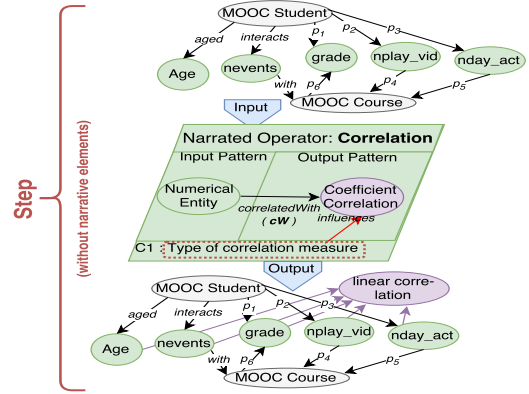 Step
(without narrative elements)
MOOC Student
aged
interacts
p1
p2
p3
Age
nevents
grade
nplay_vid
nday_act
with
p6
p4
p5
MOOC Course
Input
Narrated Operator: Correlation
Input Pattern
Output Pattern
Numerical
Entity
Coefficient
Correlation
correlatedWith
( cW )
influences
C1 : Type of correlation measure
Output
MOOC Student
linear corre-
lation
aged
interacts
p1
p2
p3
Age
nevents
grade
nplay_vid
nday_act
with
p6
p4
p5
MOOC Course